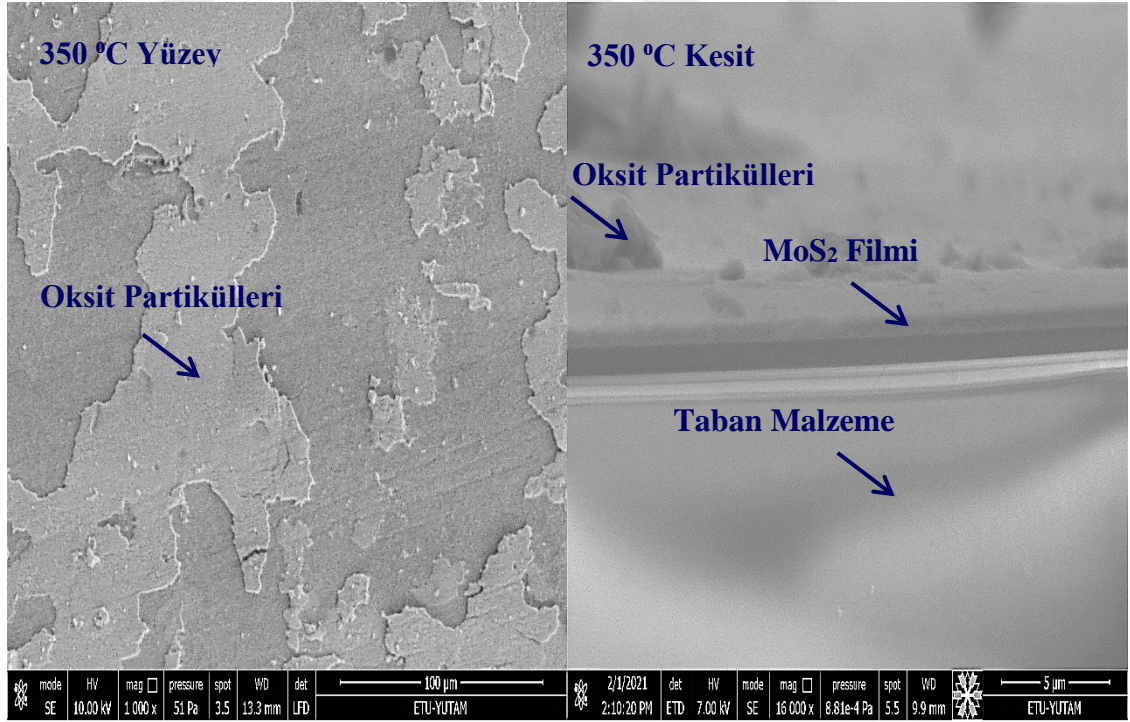 350 ºC Yüzey
Oksit Partikülleri
mode HV mag □ pressure spot WD det 100 µm
SE 10.00 kV 1 000 x 51 Pa 3.5 13.3 mm LFD ETU-YUTAM
350 ºC Kesit
Oksit Partikülleri
MoS₂ Filmi
Taban Malzeme
2/1/2021 det HV mode mag □ pressure spot WD 5 µm
2:10:20 PM ETD 7.00 kV SE 16 000 x 8.81e-4 Pa 5.5 9.9 mm ETU-YUTAM